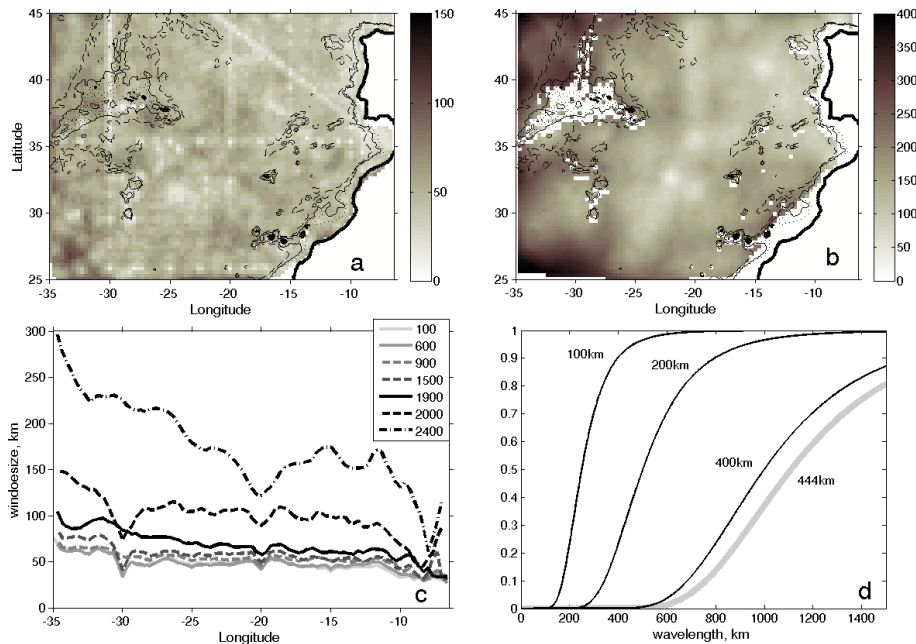 45
40
35
30
25
Latitude
-35 -30 -25 -20 -15 -10
Longitude
a
150
100
50
0
45
40
35
30
25
-35 -30 -25 -20 -15 -10
Longitude
b
400
350
300
250
200
150
100
50
0
300
250
200
150
100
50
0
windoesize, km
-35 -30 -25 -20 -15 -10
Longitude
c
100
600
900
1500
1900
2000
2400
1
0.9
0.8
0.7
0.6
0.5
0.4
0.3
0.2
0.1
0
100km
200km
400km
444km
d
0 200 400 600 800 1000 1200 1400
wavelength, km